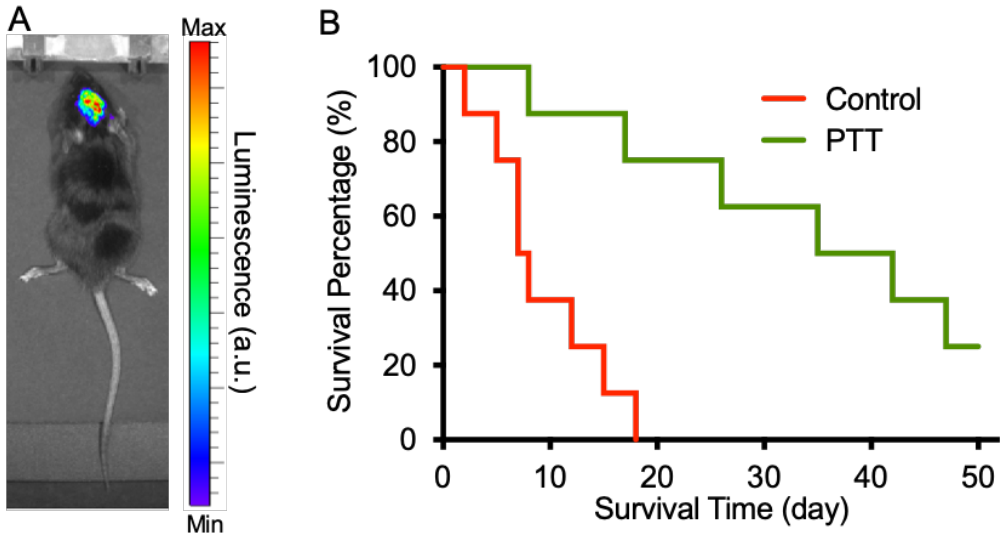 A
Max
Luminescence (a.u.)
Min
B
Survival Percentage (%)
100
80
60
40
20
0
Control
PTT
0 10 20 30 40 50
Survival Time (day)